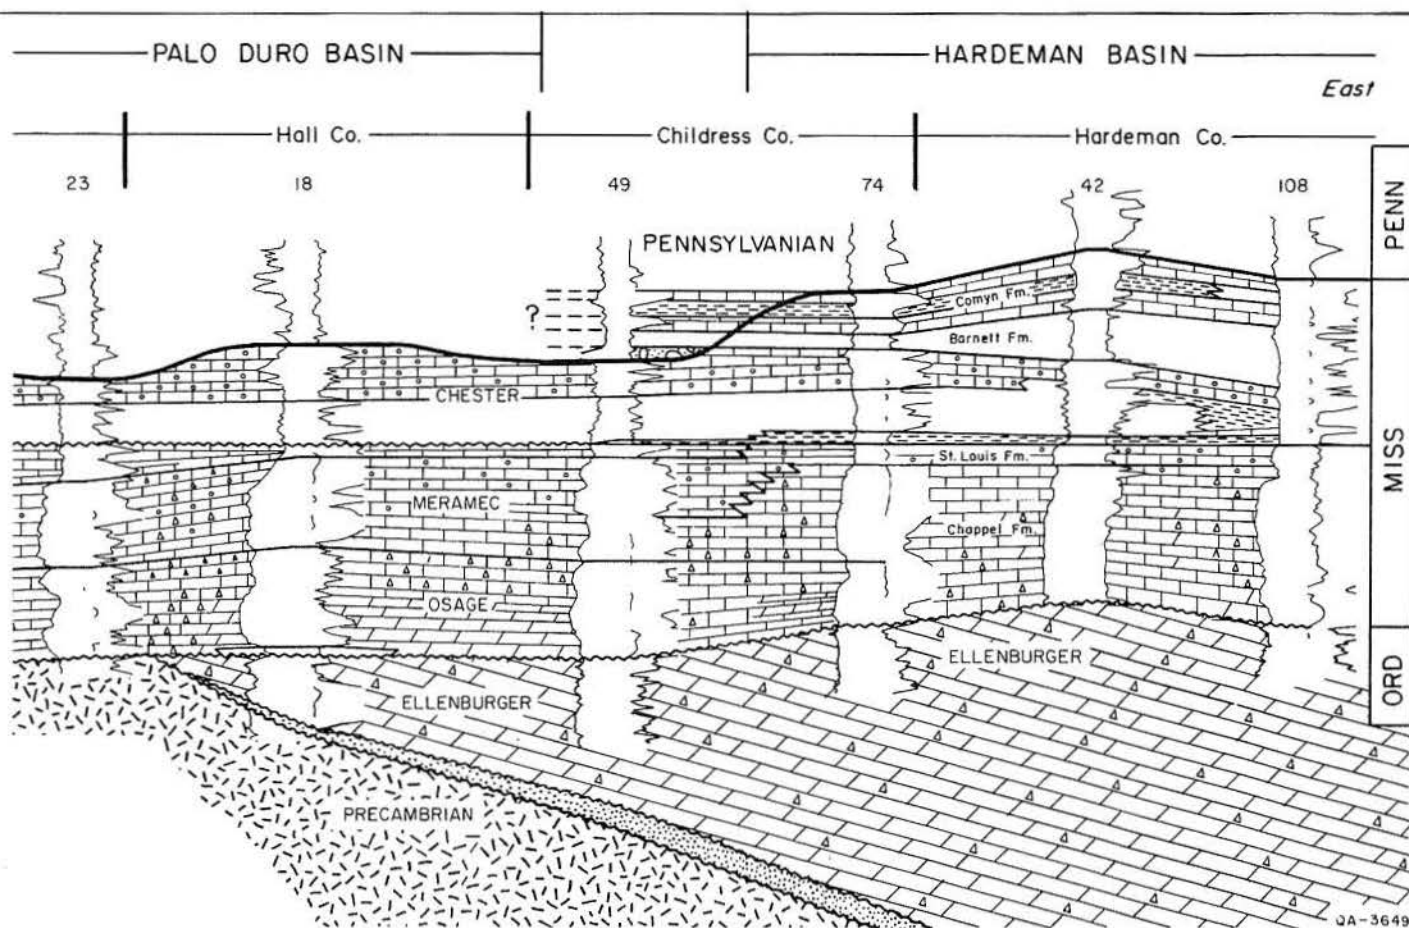 PALO DURO BASIN HARDEMAN BASIN
East
Hall Co. Childress Co. Hardeman Co.
23 18 49 74 42 108
PENN
PENNSYLVANIAN
Comyn Fm.
?
Barnett Fm.
CHESTER
St. Louis Fm.
MISS
MERAMEC
Chappel Fm.
OSAGE
ELLENBURGER
ELLENBURGER
ORD
PRECAMBRIAN
QA-3649